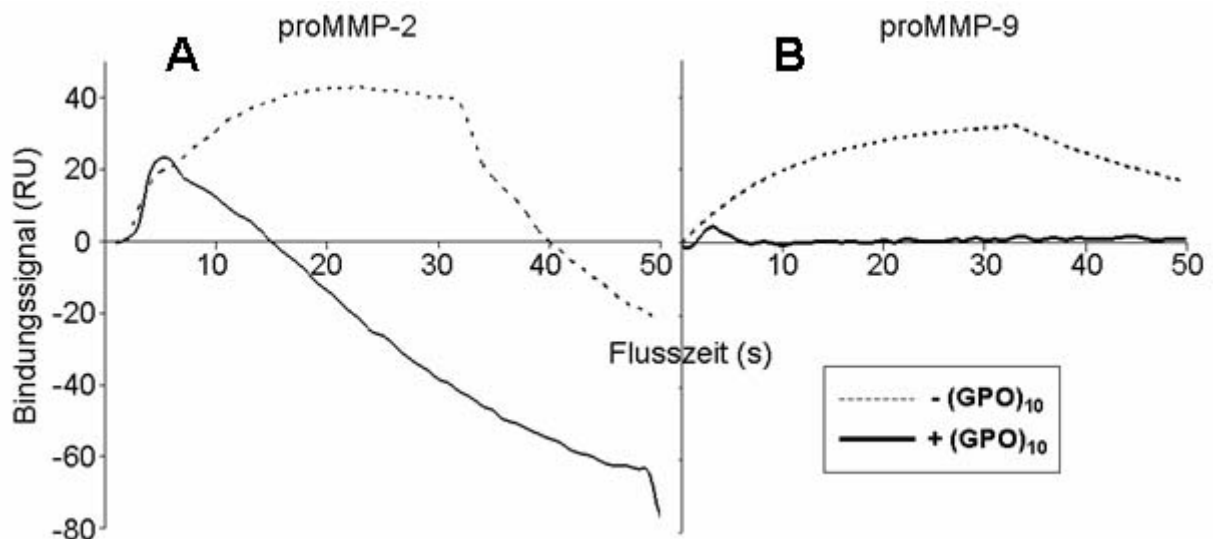 proMMP-2
proMMP-9
A
B
Bindungssignal (RU)
40
20
0
-20
-40
-60
-80
10 20 30 40 50
10 20 30 40 50
Flusszeit (s)
- (GPO)10
+ (GPO)10